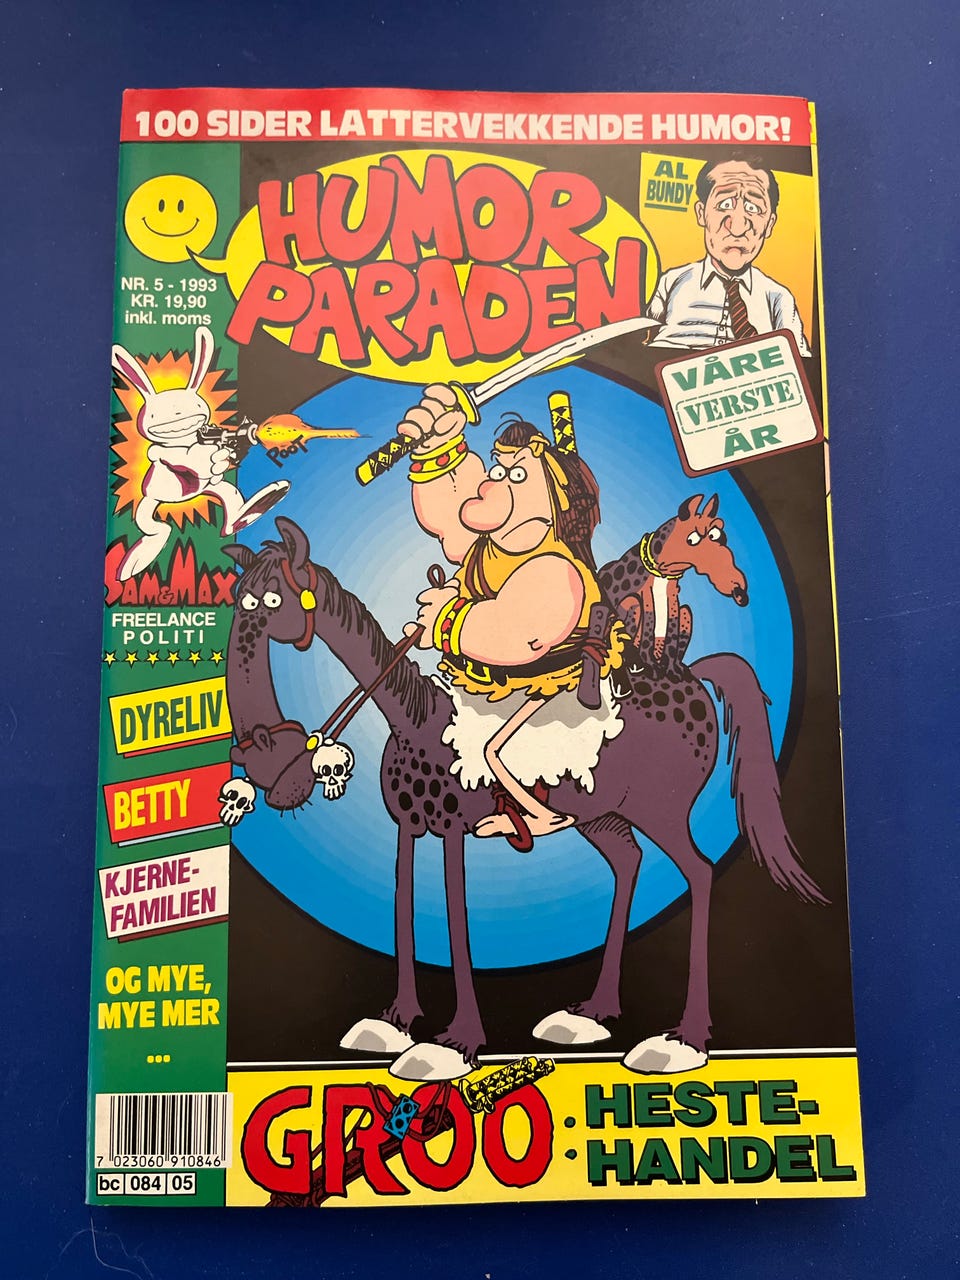 100 SIDER LATTERVEKKENDE HUMOR!
HUMOR
PARADEN
AL
BUNDY
VÅRE
VERSTE
ÅR
NR. 5 - 1993
KR. 19,90
inkl. moms
POOT
SAM&MAX
FREELANCE
POLITI
DYRELIV
BETTY
KJERNE-
FAMILIEN
OG MYE,
MYE MER
...
GROO:
HESTE-
HANDEL
7 023060 910846
bc 084 05